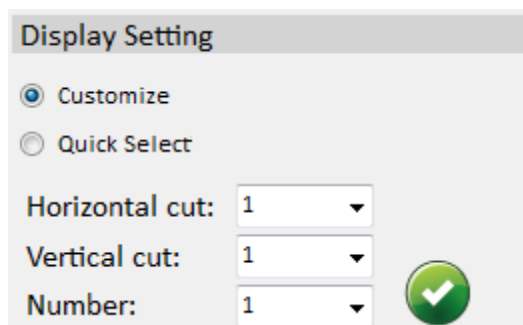 Display Setting
Customize
Quick Select
Horizontal cut: 1
Vertical cut: 1
Number: 1